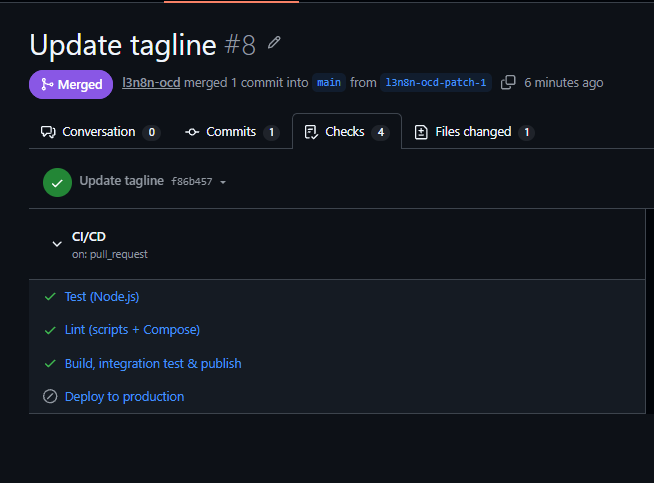 Update tagline #8
Merged l3n8n-ocd merged 1 commit into main from l3n8n-ocd-patch-1 6 minutes ago
Conversation 0 Commits 1 Checks 4 Files changed 1
Update tagline f86b457
CI/CD
on: pull_request
Test (Node.js)
Lint (scripts + Compose)
Build, integration test & publish
Deploy to production